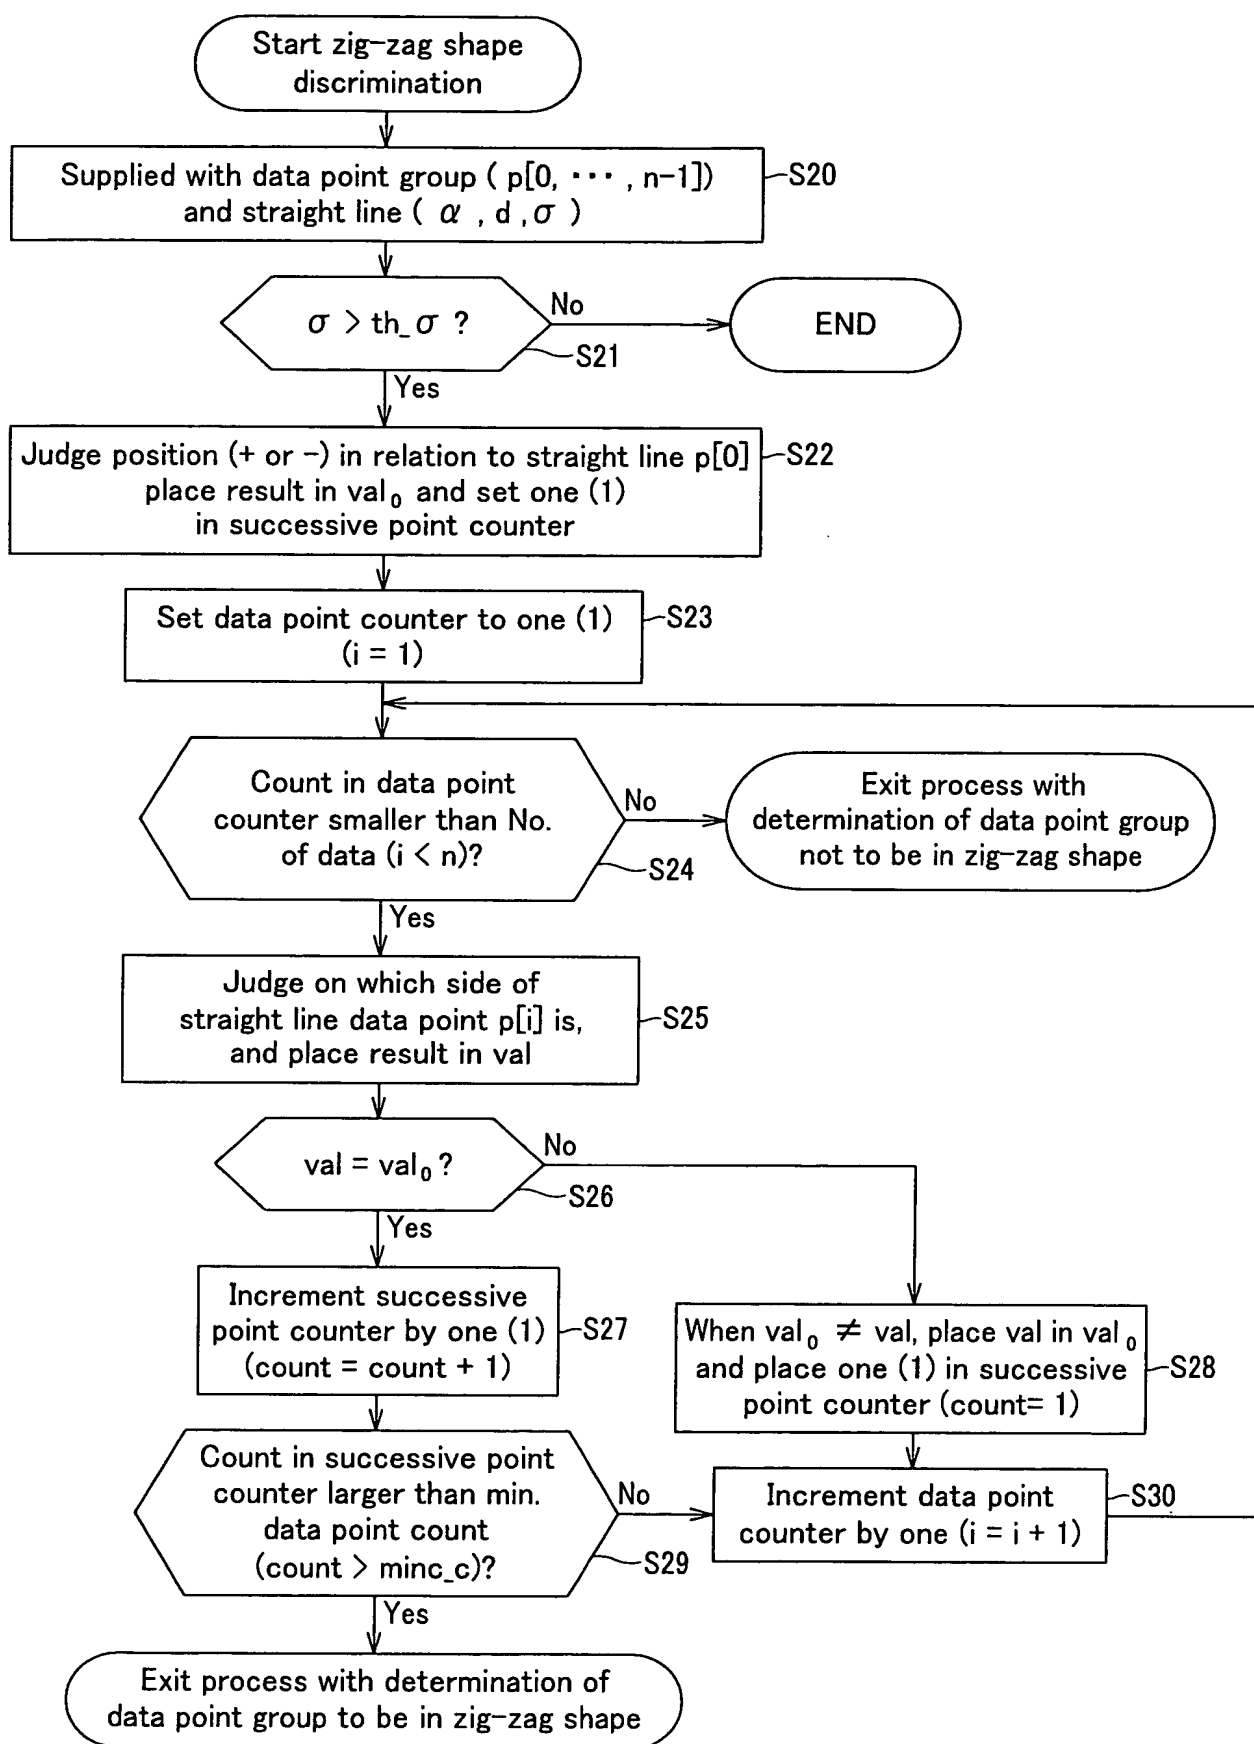 Start zig-zag shape
discrimination
Supplied with data point group ( p[0, ··· , n-1])
and straight line ( α , d ,σ )
S20
σ > th_σ ?
No
END
S21
Yes
Judge position (+ or -) in relation to straight line p[0]
place result in val₀ and set one (1)
in successive point counter
S22
Set data point counter to one (1)
(i = 1)
S23
Count in data point
counter smaller than No.
of data (i < n)?
No
S24
Exit process with
determination of data point group
not to be in zig-zag shape
Yes
Judge on which side of
straight line data point p[i] is,
and place result in val
S25
val = val₀ ?
No
S26
Yes
Increment successive
point counter by one (1)
(count = count + 1)
S27
When val₀ ≠ val, place val in val₀
and place one (1) in successive
point counter (count= 1)
S28
Count in successive point
counter larger than min.
data point count
(count > minc_c)?
No
S29
Increment data point
counter by one (i = i + 1)
S30
Yes
Exit process with determination of
data point group to be in zig-zag shape